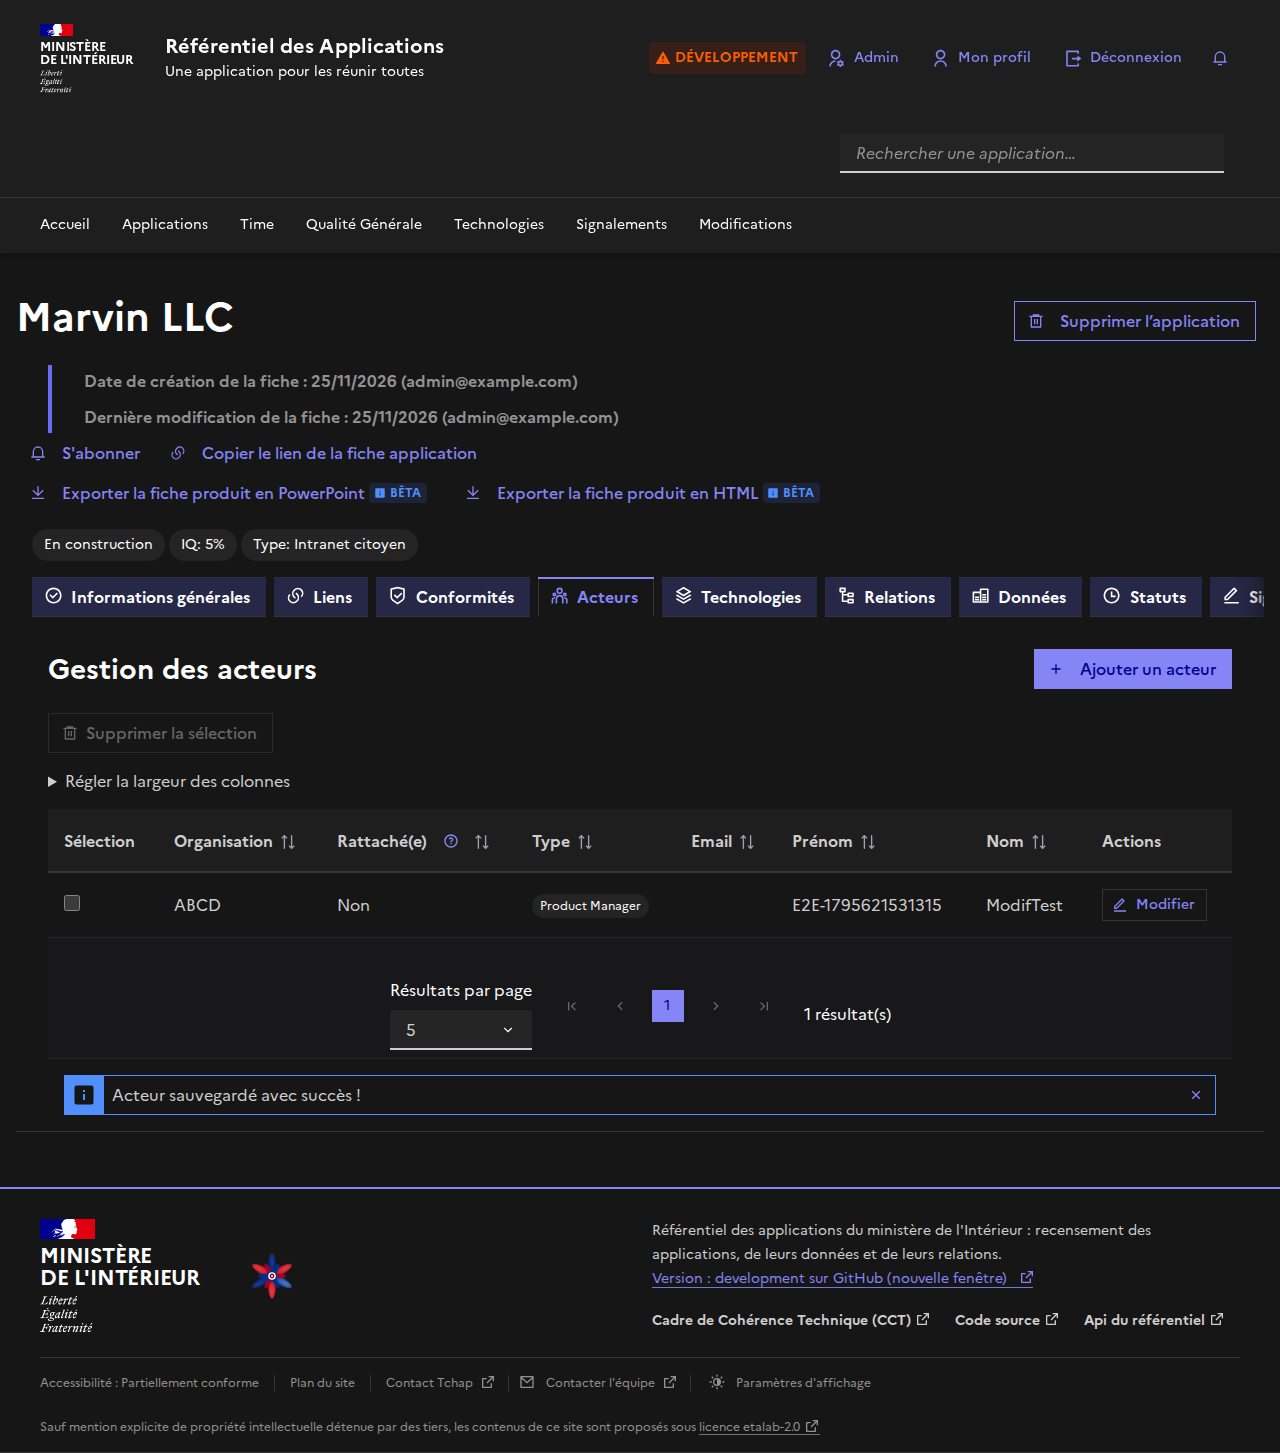 MINISTÈRE
DE L'INTÉRIEUR
Liberté
Égalité
Fraternité
Référentiel des Applications
Une application pour les réunir toutes
DÉVELOPPEMENT
Admin
Mon profil
Déconnexion
Rechercher une application…
Accueil
Applications
Time
Qualité Générale
Technologies
Signalements
Modifications
Marvin LLC
Supprimer l’application
Date de création de la fiche : 25/11/2026 (admin@example.com)
Dernière modification de la fiche : 25/11/2026 (admin@example.com)
S'abonner
Copier le lien de la fiche application
Exporter la fiche produit en PowerPoint BÊTA
Exporter la fiche produit en HTML BÊTA
En construction
IQ: 5%
Type: Intranet citoyen
Informations générales
Liens
Conformités
Acteurs
Technologies
Relations
Données
Statuts
Gestion des acteurs
Ajouter un acteur
Supprimer la sélection
Régler la largeur des colonnes
Sélection
Organisation
Rattaché(e)
Type
Email
Prénom
Nom
Actions
ABCD
Non
Product Manager
E2E-1795621531315
ModifTest
Modifier
Résultats par page
5
1
1 résultat(s)
Acteur sauvegardé avec succès !
MINISTÈRE
DE L'INTÉRIEUR
Liberté
Égalité
Fraternité
Référentiel des applications du ministère de l'Intérieur : recensement des
applications, de leurs données et de leurs relations.
Version : development sur GitHub (nouvelle fenêtre)
Cadre de Cohérence Technique (CCT)
Code source
Api du référentiel
Accessibilité : Partiellement conforme
Plan du site
Contact Tchap
Contacter l'équipe
Paramètres d'affichage
Sauf mention explicite de propriété intellectuelle détenue par des tiers, les contenus de ce site sont proposés sous licence etalab-2.0